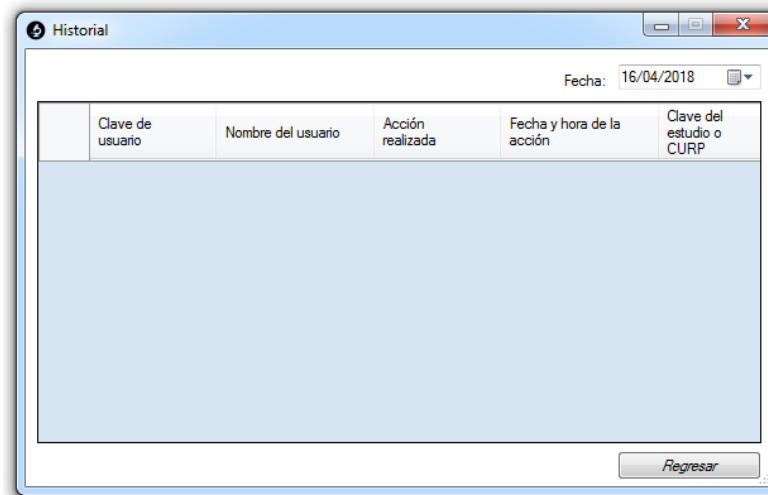 Historial
Fecha: 16/04/2018
Clave de
usuario
Nombre del usuario
Acción
realizada
Fecha y hora de la
acción
Clave del
estudio o
CURP
Regresar